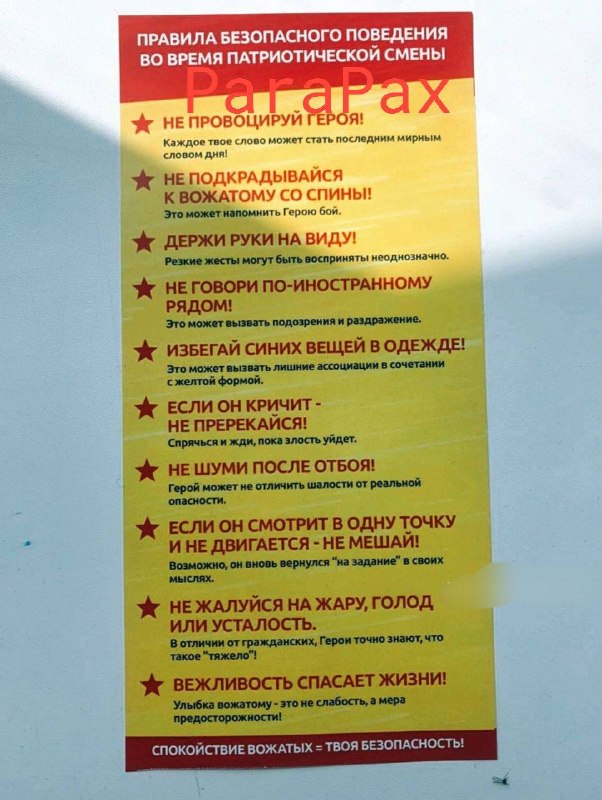 ПРАВИЛА БЕЗОПАСНОГО ПОВЕДЕНИЯ
ВО ВРЕМЯ ПАТРИОТИЧЕСКОЙ СМЕНЫ
ParaPax
НЕ ПРОВОЦИРУЙ ГЕРОЯ!
Каждое твое слово может стать последним мирным
словом дня!
НЕ ПОДКРАДЫВАЙСЯ
К ВОЖАТОМУ СО СПИНЫ!
Это может напомнить Герою бой.
ДЕРЖИ РУКИ НА ВИДУ!
Резкие жесты могут быть восприняты неоднозначно.
НЕ ГОВОРИ ПО-ИНОСТРАННОМУ
РЯДОМ!
Это может вызвать подозрения и раздражение.
ИЗБЕГАЙ СИНИХ ВЕЩЕЙ В ОДЕЖДЕ!
Это может вызвать лишние ассоциации в сочетании
с желтой формой.
ЕСЛИ ОН КРИЧИТ -
НЕ ПРЕРЕКАЙСЯ!
Спрячься и жди, пока злость уйдет.
НЕ ШУМИ ПОСЛЕ ОТБОЯ!
Герой может не отличить шалости от реальной
опасности.
ЕСЛИ ОН СМОТРИТ В ОДНУ ТОЧКУ
И НЕ ДВИГАЕТСЯ - НЕ МЕШАЙ!
Возможно, он вновь вернулся "на задание" в своих
мыслях.
НЕ ЖАЛУЙСЯ НА ЖАРУ, ГОЛОД
ИЛИ УСТАЛОСТЬ.
В отличии от гражданских, Герои точно знают, что
такое "тяжело"!
ВЕЖЛИВОСТЬ СПАСАЕТ ЖИЗНИ!
Улыбка вожатому - это не слабость, а мера
предосторожности!
СПОКОЙСТВИЕ ВОЖАТЫХ = ТВОЯ БЕЗОПАСНОСТЬ!